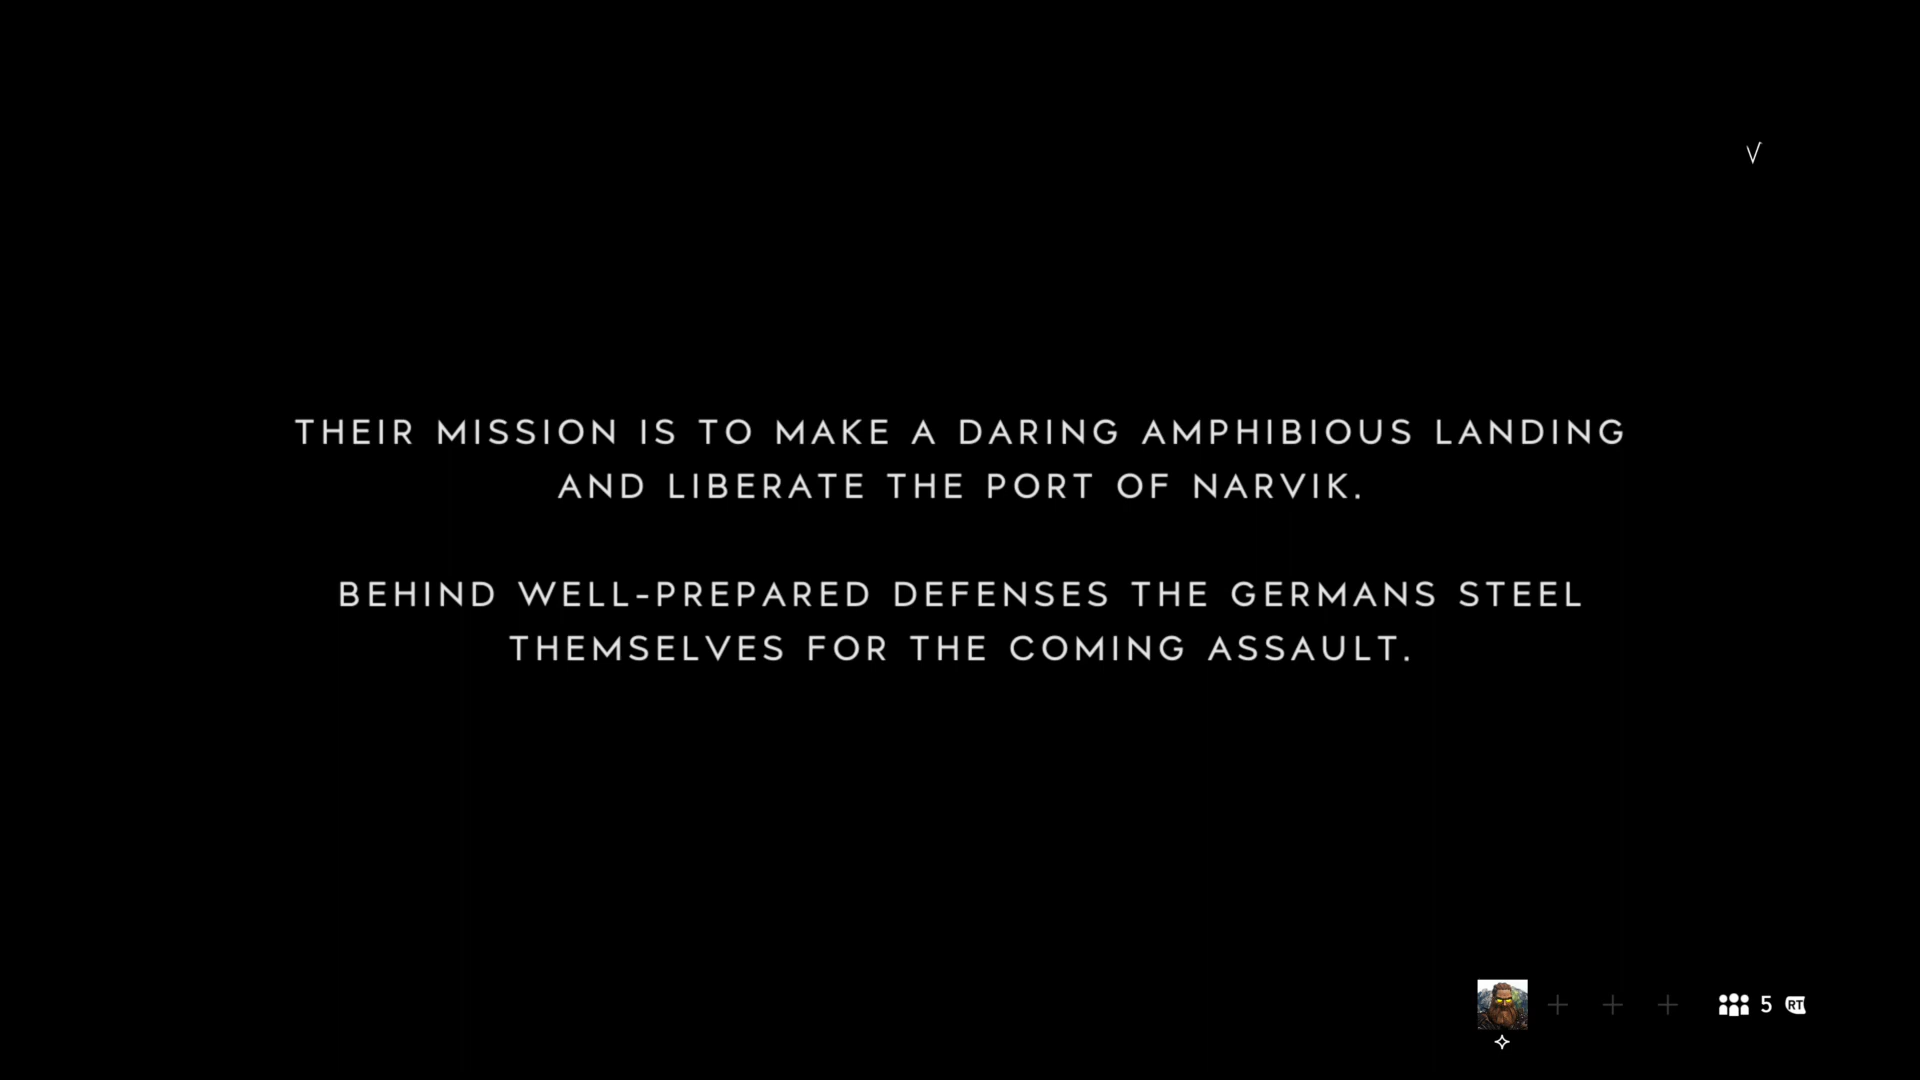 V
THEIR MISSION IS TO MAKE A DARING AMPHIBIOUS LANDING
AND LIBERATE THE PORT OF NARVIK.
BEHIND WELL-PREPARED DEFENSES THE GERMANS STEEL
THEMSELVES FOR THE COMING ASSAULT.
5 RT